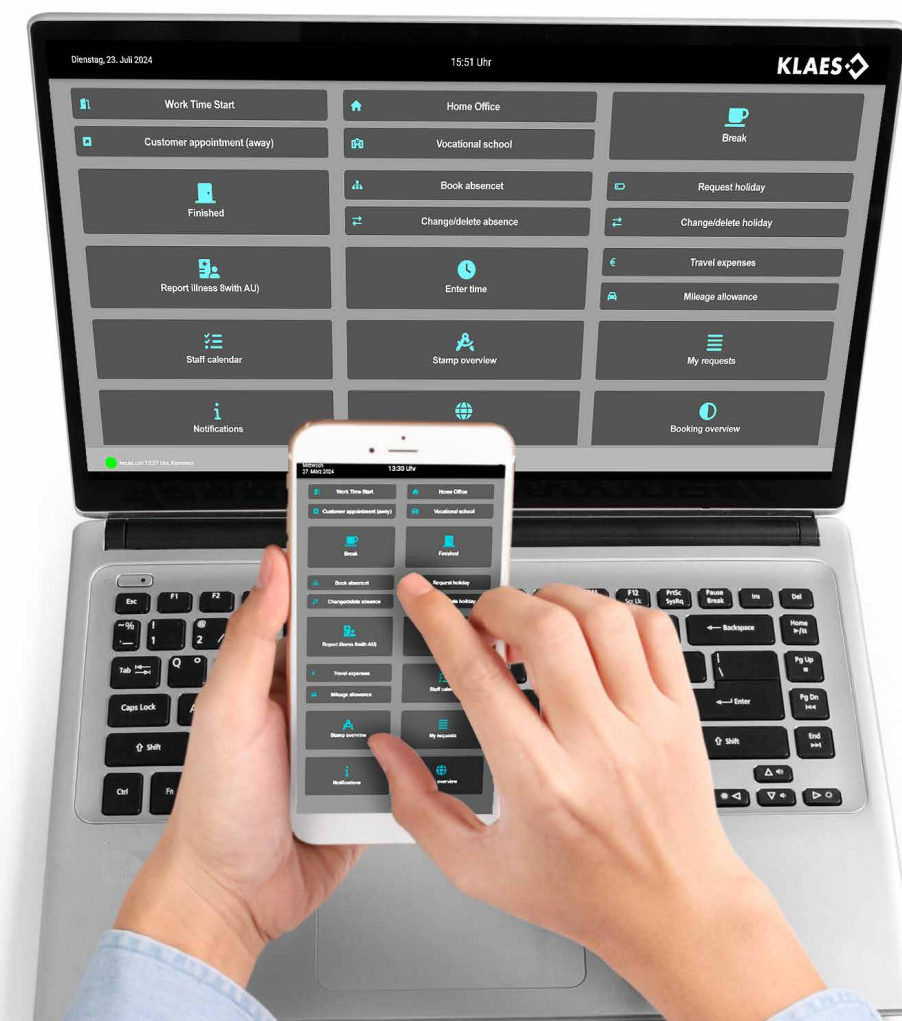 Dienstag, 23. Juli 2024
15:51 Uhr
KLAES
Work Time Start
Home Office
Break
Customer appointment (away)
Vocational school
Finished
Book absencet
Request holiday
Change/delete absence
Change/delete holiday
Report illness 8with AU)
Enter time
Travel expenses
Mileage allowance
Staff calendar
Stamp overview
My requests
Notifications
Booking overview
Mittwoch
27. März 2024
13:30 Uhr
Work Time Start
Home Office
Customer appointment (away)
Vocational school
Break
Finished
Book absencet
Request holiday
Change/delete absence
holiday
Report illness 8with AU)
Travel expenses
Mileage allowance
Staff
Stamp overview
My requests
Notifications
overview
Esc
F1
F2
F12
Scr Lk
PrtSc
SysRq
Pause
Break
Ins
Del
~%
!
1
@
2
Backspace
Home
Tab
Q
\
Pg Up
Caps Lock
A
Enter
Pg Dn
Shift
Shift
End
Ctrl
Fn